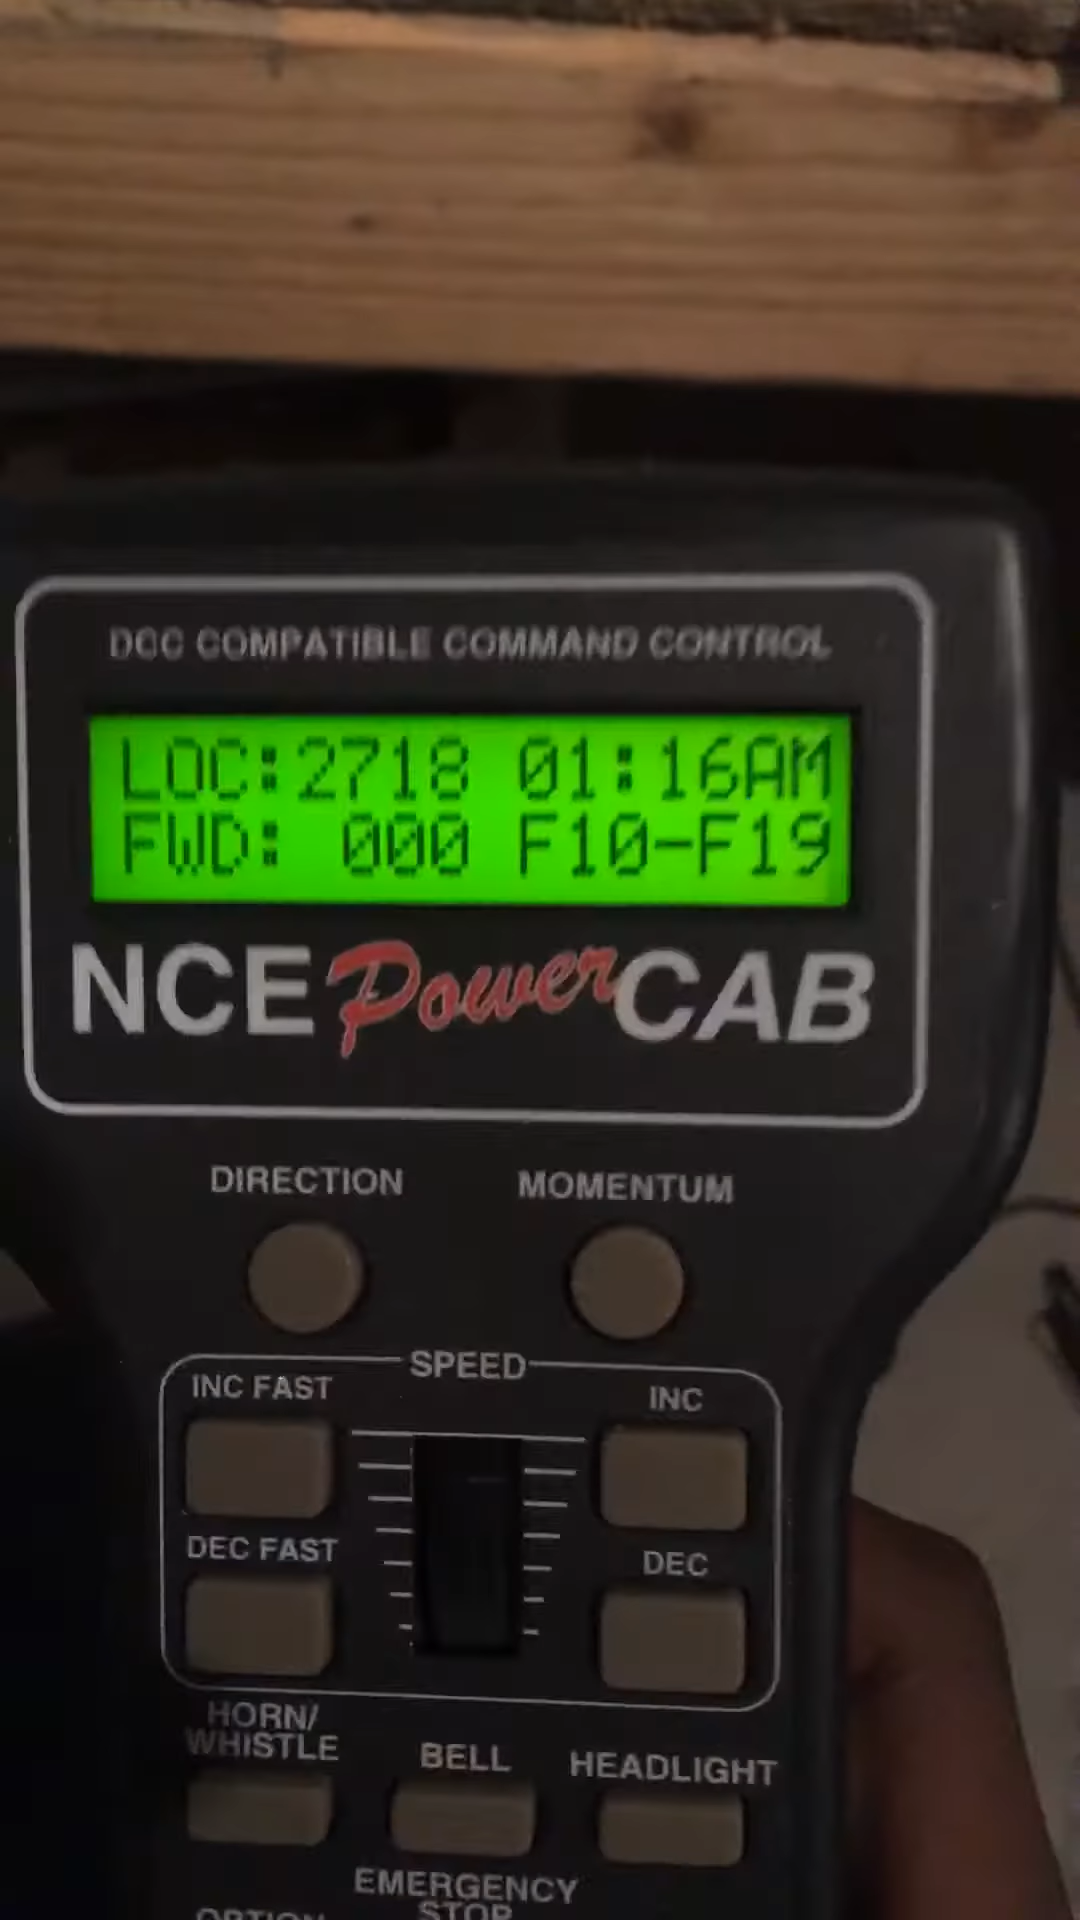 DCC COMPATIBLE COMMAND CONTROL
LOC:2718 01:16AM
FWD: 000 F10-F19
NCE Power CAB
DIRECTION MOMENTUM
SPEED
INC FAST INC
DEC FAST DEC
HORN/
WHISTLE BELL HEADLIGHT
EMERGENCY
STOP
OPTION